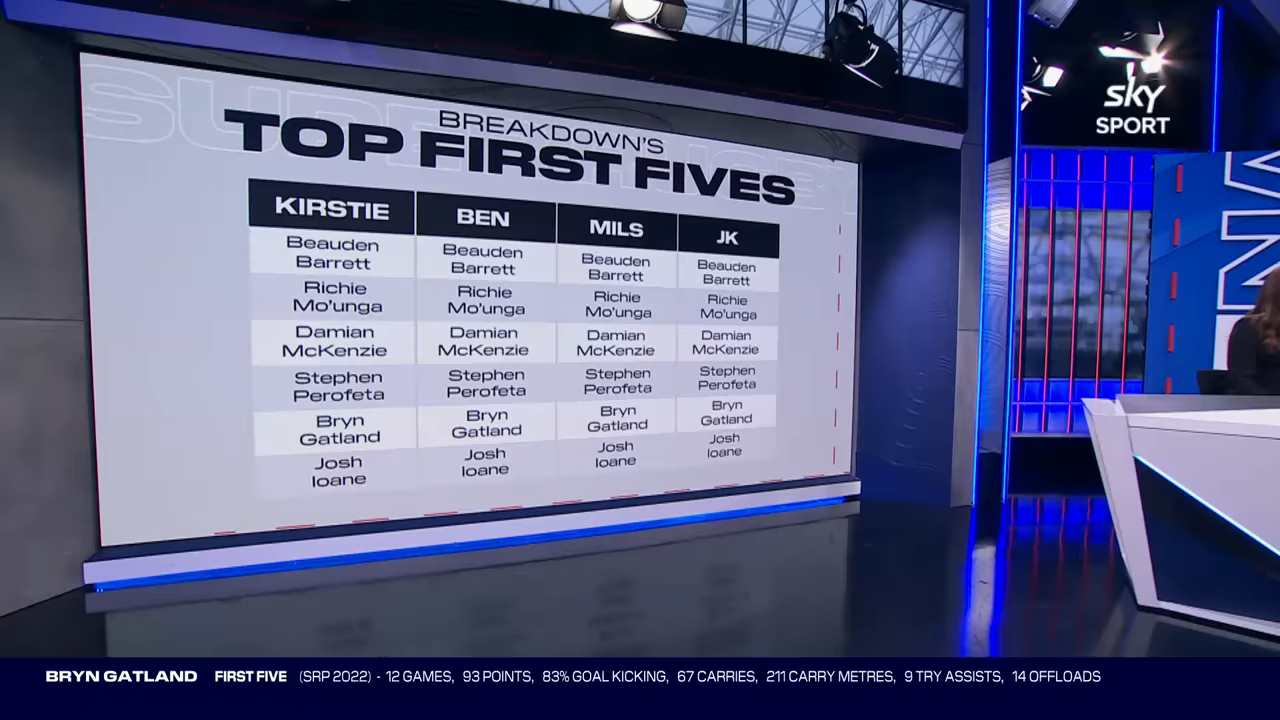 BREAKDOWN'S
TOP FIRST FIVES
KIRSTIE BEN MILS JK
Beauden Barrett Beauden Barrett Beauden Barrett Beauden Barrett
Richie Mo'unga Richie Mo'unga Richie Mo'unga Richie Mo'unga
Damian McKenzie Damian McKenzie Damian McKenzie Damian McKenzie
Stephen Perofeta Stephen Perofeta Stephen Perofeta Stephen Perofeta
Bryn Gatland Bryn Gatland Bryn Gatland Bryn Gatland
Josh Ioane Josh Ioane Josh Ioane Josh Ioane
sky
SPORT
BRYN GATLAND FIRST FIVE (SRP 2022) - 12 GAMES, 93 POINTS, 83% GOAL KICKING, 67 CARRIES, 211 CARRY METRES, 9 TRY ASSISTS, 14 OFFLOADS